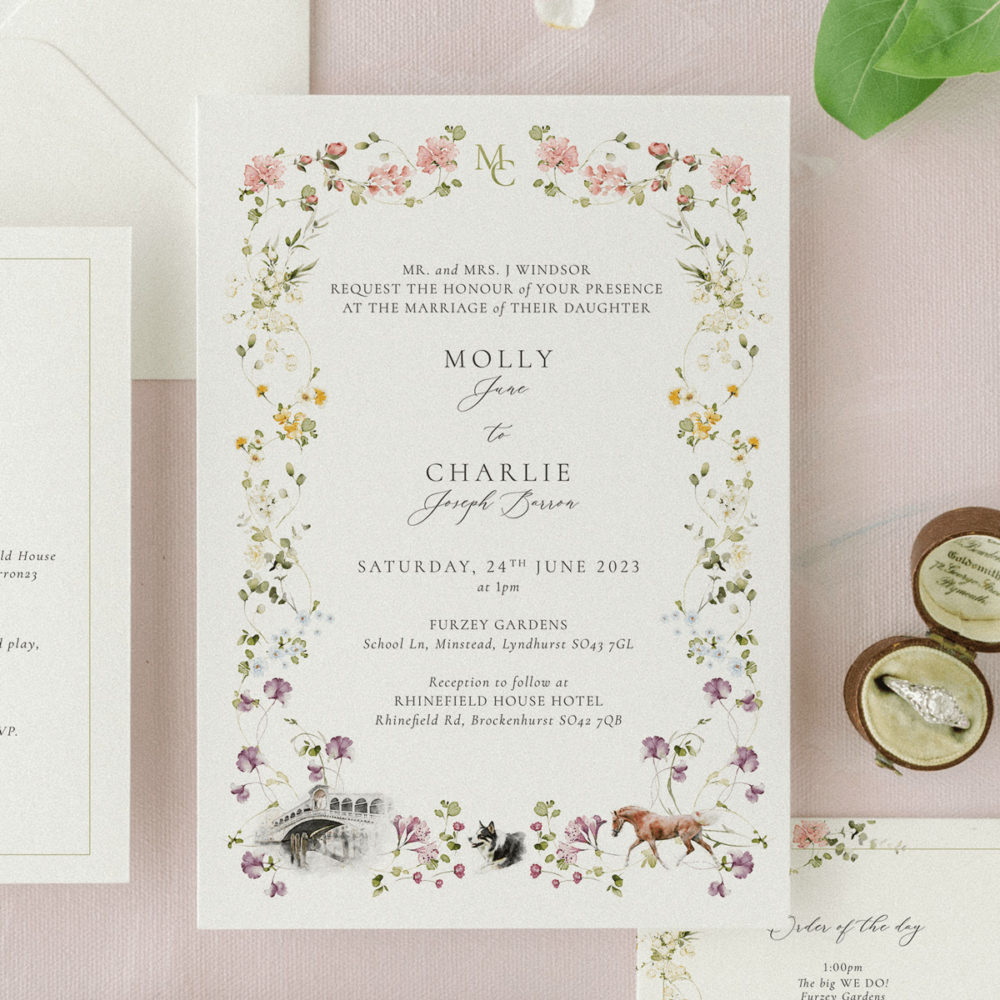 MC
MR. and MRS. J WINDSOR
REQUEST THE HONOUR of YOUR PRESENCE
AT THE MARRIAGE of THEIR DAUGHTER
MOLLY
June
to
CHARLIE
Joseph Barron
SATURDAY, 24TH JUNE 2023
at 1pm
FURZEY GARDENS
School Ln, Minstead, Lyndhurst SO43 7GL
Reception to follow at
RHINEFIELD HOUSE HOTEL
Rhinefield Rd, Brockenhurst SO42 7QB
ld House
rron23
d play,
VP.
Goldsmiths
Plymouth
Order of the day
1:00pm
The big WE DO!
Furzey Gardens